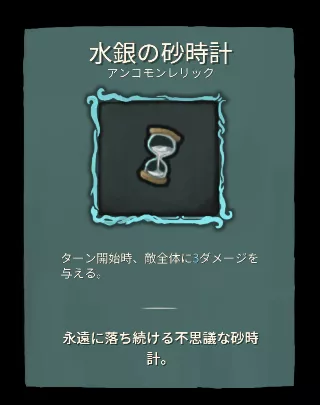 水銀の砂時計
アンコモンレリック
ターン開始時、敵全体に3ダメージを
与える。
永遠に落ち続ける不思議な砂時
計。